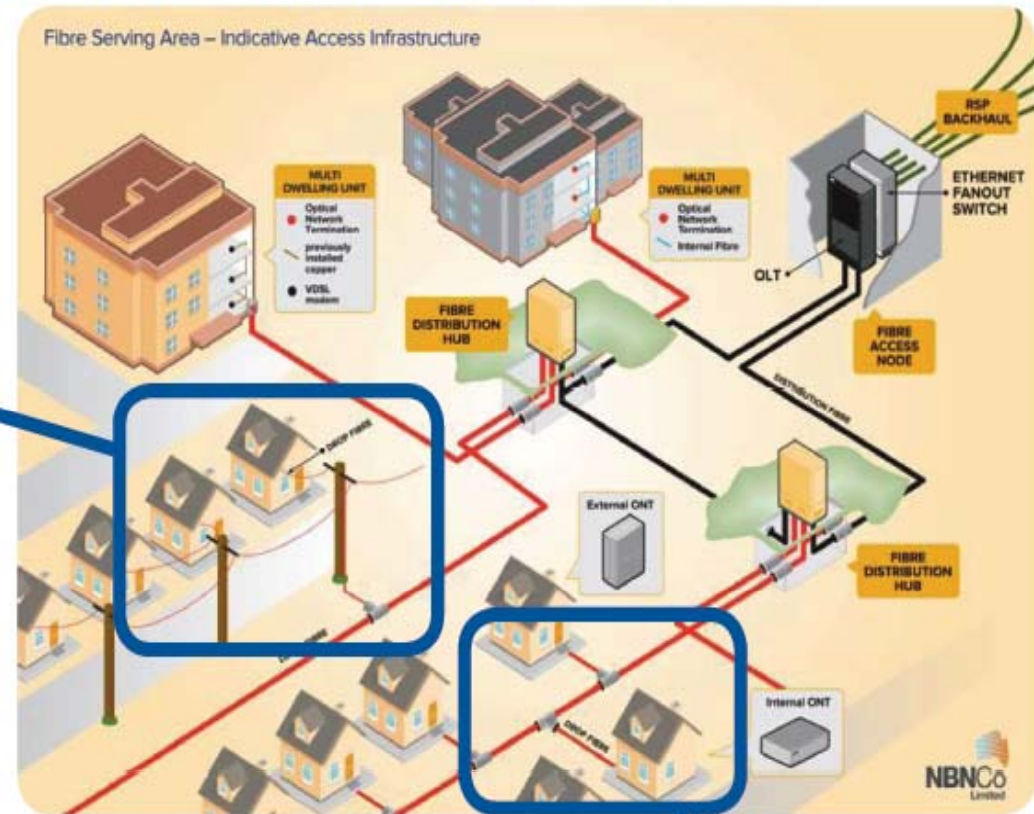 Fibre Serving Area – Indicative Access Infrastructure
RSP
BACKHAUL
ETHERNET
FANOUT
SWITCH
OLT
FIBRE
ACCESS
NODE
MULTI
DWELLING UNIT
Optical
Network
Termination
previously
installed
copper
VDSL
modem
MULTI
DWELLING UNIT
Optical
Network
Termination
Internal Fibre
FIBRE
DISTRIBUTION
HUB
DISTRIBUTION FIBRE
DROP FIBRE
External ONT
FIBRE
DISTRIBUTION
HUB
FIBRE
DROP FIBRE
Internal ONT
NBNCo
Limited